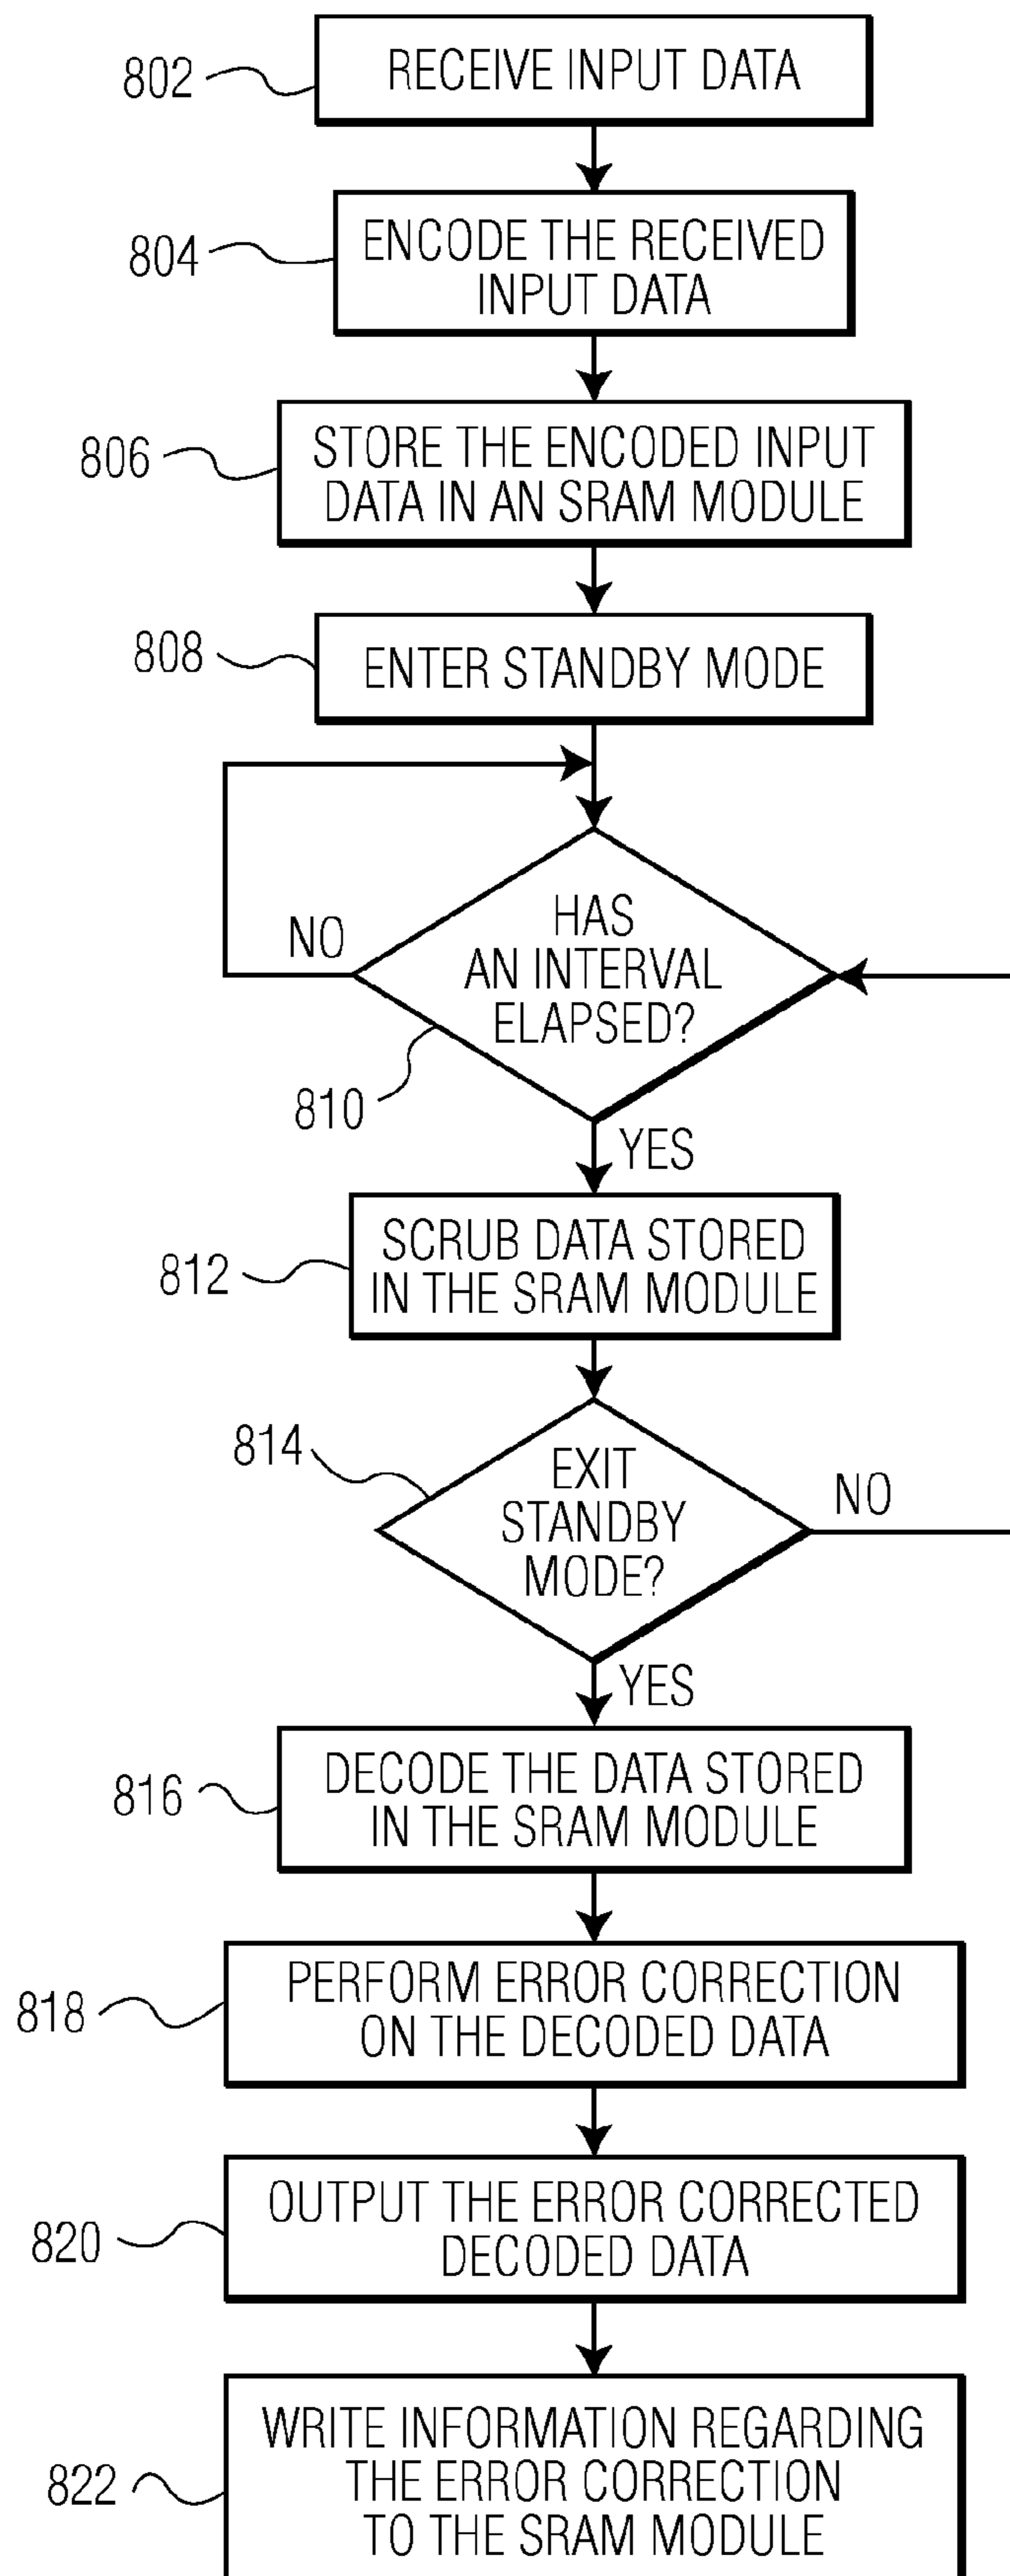 802
RECEIVE INPUT DATA
804
ENCODE THE RECEIVED
INPUT DATA
806
STORE THE ENCODED INPUT
DATA IN AN SRAM MODULE
808
ENTER STANDBY MODE
NO
HAS
AN INTERVAL
ELAPSED?
810
YES
812
SCRUB DATA STORED
IN THE SRAM MODULE
814
EXIT
STANDBY
MODE?
NO
YES
816
DECODE THE DATA STORED
IN THE SRAM MODULE
818
PERFORM ERROR CORRECTION
ON THE DECODED DATA
820
OUTPUT THE ERROR CORRECTED
DECODED DATA
822
WRITE INFORMATION REGARDING
THE ERROR CORRECTION
TO THE SRAM MODULE